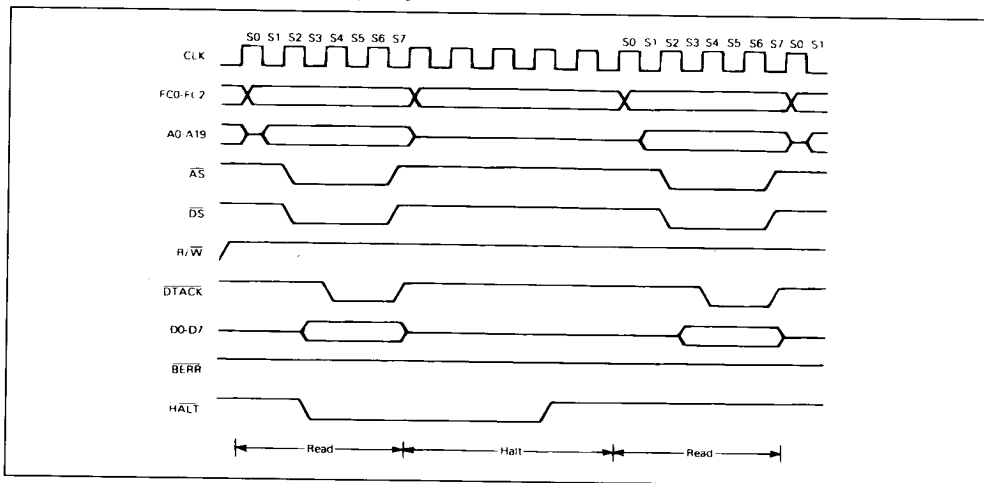 S0 S1 S2 S3 S4 S5 S6 S7 S0 S1 S2 S3 S4 S5 S6 S7 S0 S1
CLK
FC0-FC2
A0-A19
AS
DS
R/W
DTACK
D0-D7
BERR
HALT
Read Halt Read